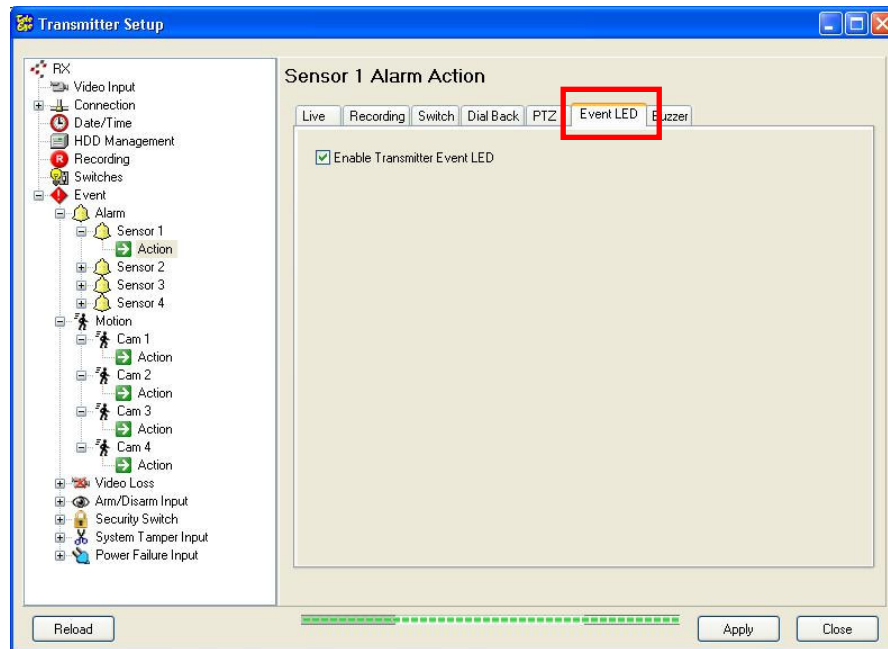 Transmitter Setup
RX
Video Input
Connection
Date/Time
HDD Management
Recording
Switches
Event
Alarm
Sensor 1
Action
Sensor 2
Sensor 3
Sensor 4
Motion
Cam 1
Action
Cam 2
Action
Cam 3
Action
Cam 4
Action
Video Loss
Arm/Disarm Input
Security Switch
System Tamper Input
Power Failure Input
Sensor 1 Alarm Action
Live Recording Switch Dial Back PTZ Event LED Buzzer
Enable Transmitter Event LED
Reload Apply Close